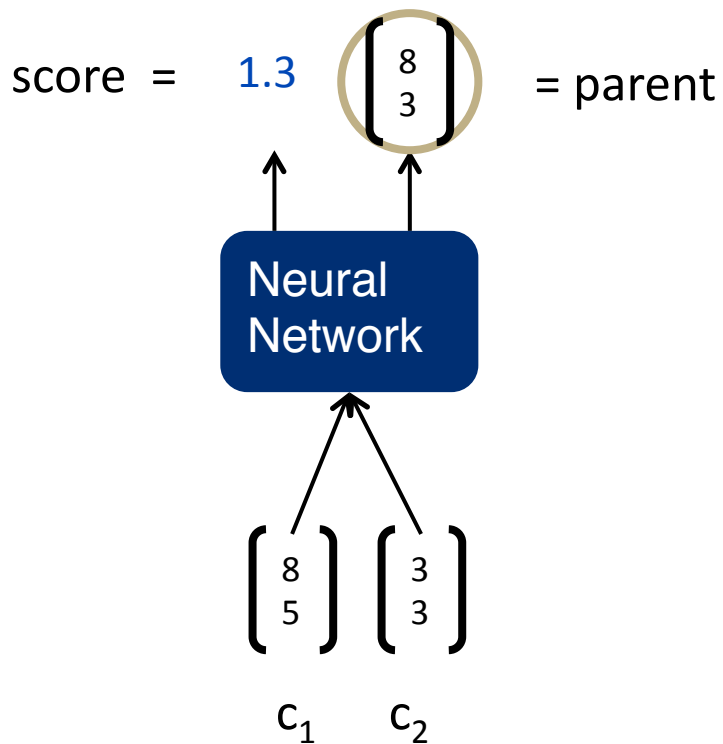 score = 1.3 [8 3] = parent
Neural
Network
8 3
5 3
c₁ c₂